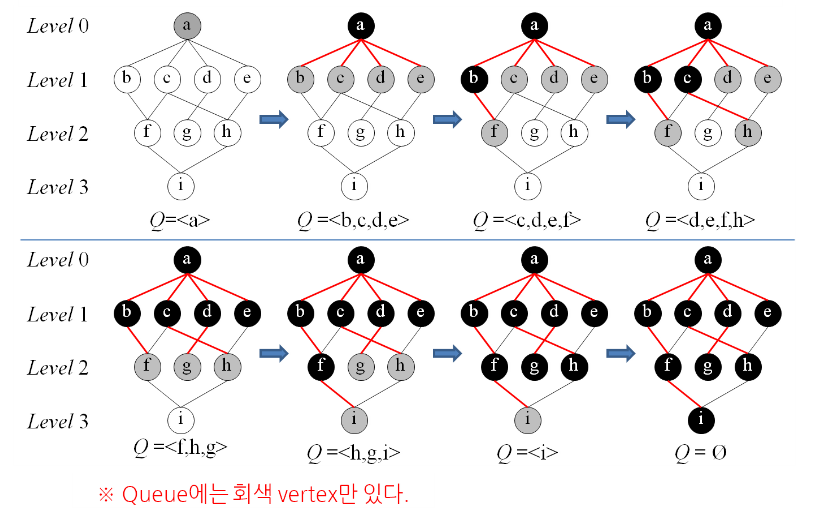 Level 0 a a a a
Level 1 b c d e b c d e b c d e b c d e
Level 2 f g h f g h f g h f g h
Level 3 i i i i
Q=<a> Q=<b,c,d,e> Q=<c,d,e,f> Q=<d,e,f,h>
Level 0 a a a a
Level 1 b c d e b c d e b c d e b c d e
Level 2 f g h f g h f g h f g h
Level 3 i i i i
Q =<f,h,g> Q =<h,g,i> Q =<i> Q = Ø
※ Queue에는 회색 vertex만 있다.